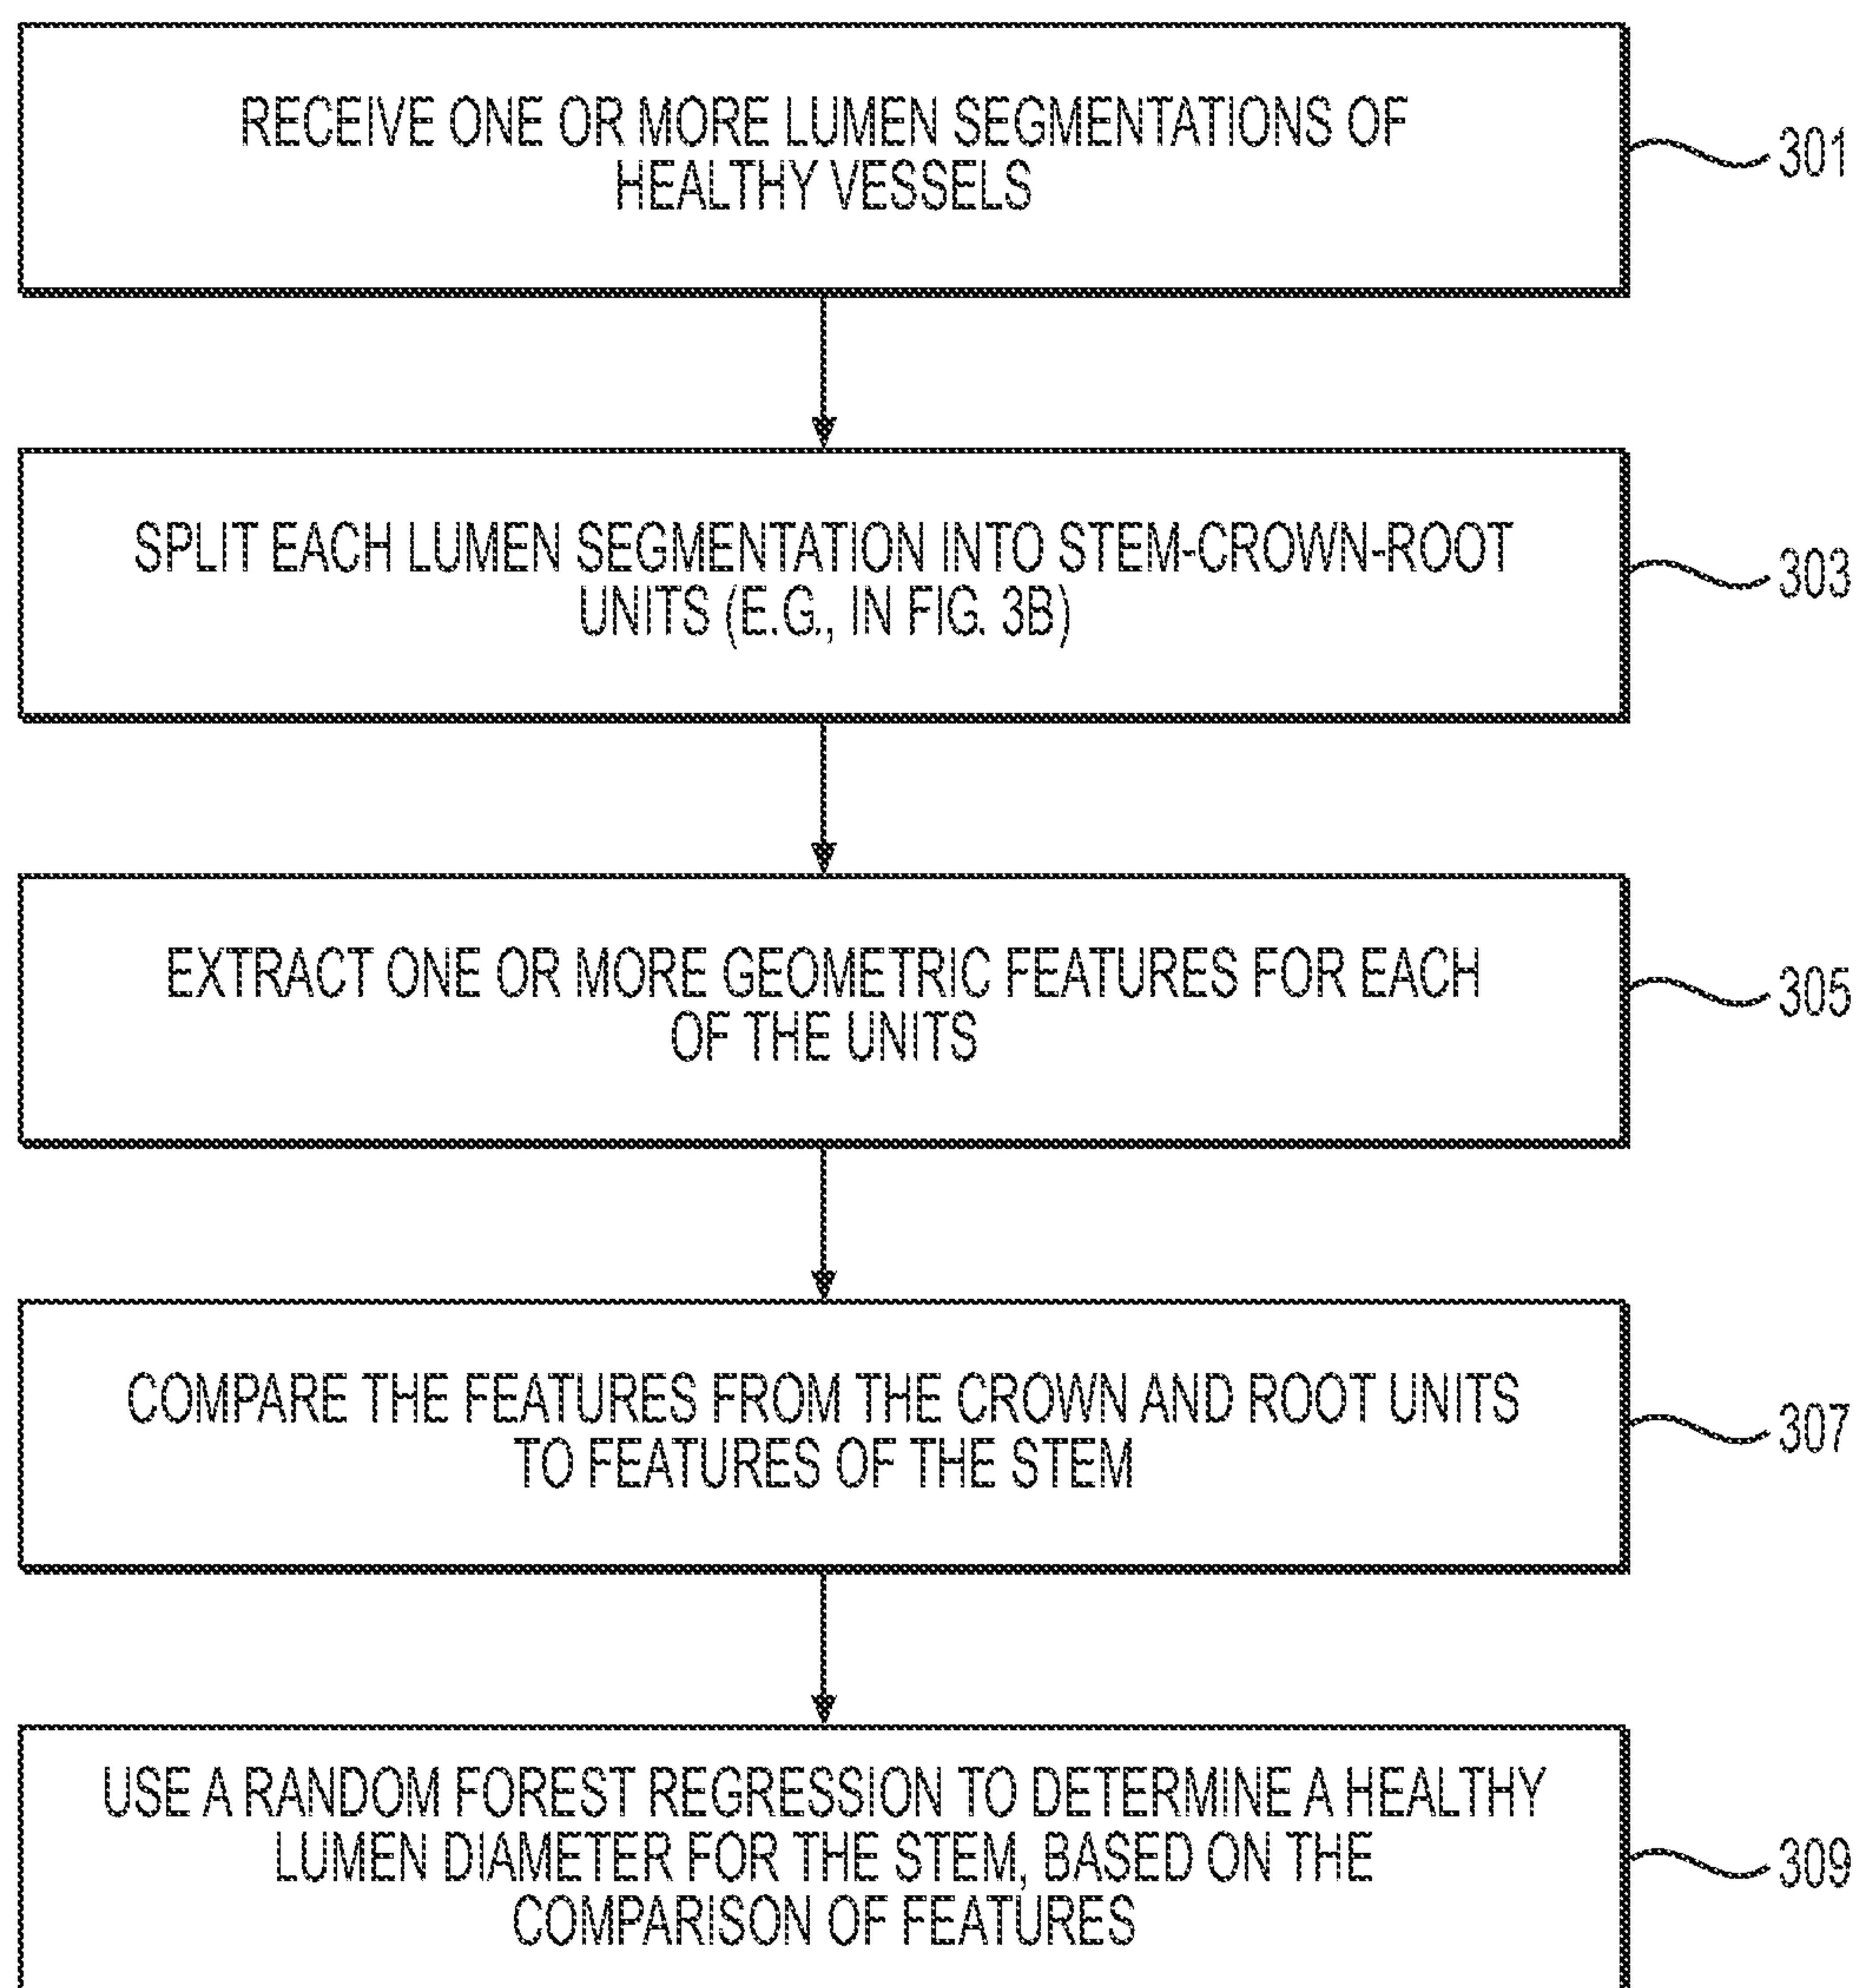 RECEIVE ONE OR MORE LUMEN SEGMENTATIONS OF
HEALTHY VESSELS
301
SPLIT EACH LUMEN SEGMENTATION INTO STEM-CROWN-ROOT
UNITS (E.G., IN FIG. 3B)
303
EXTRACT ONE OR MORE GEOMETRIC FEATURES FOR EACH
OF THE UNITS
305
COMPARE THE FEATURES FROM THE CROWN AND ROOT UNITS
TO FEATURES OF THE STEM
307
USE A RANDOM FOREST REGRESSION TO DETERMINE A HEALTHY
LUMEN DIAMETER FOR THE STEM, BASED ON THE
COMPARISON OF FEATURES
309